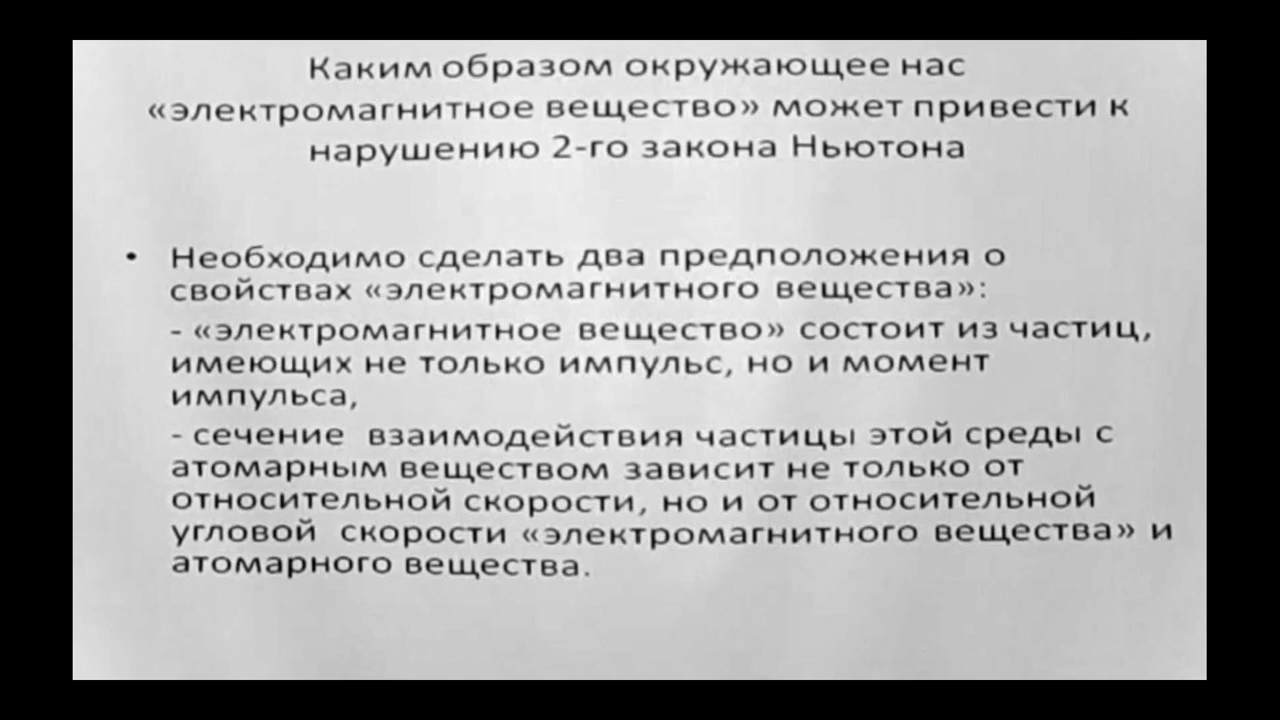 Каким образом окружающее нас
«электромагнитное вещество» может привести к
нарушению 2-го закона Ньютона
• Необходимо сделать два предположения о
свойствах «электромагнитного вещества»:
- «электромагнитное вещество» состоит из частиц,
имеющих не только импульс, но и момент
импульса,
- сечение взаимодействия частицы этой среды с
атомарным веществом зависит не только от
относительной скорости, но и от относительной
угловой скорости «электромагнитного вещества» и
атомарного вещества.